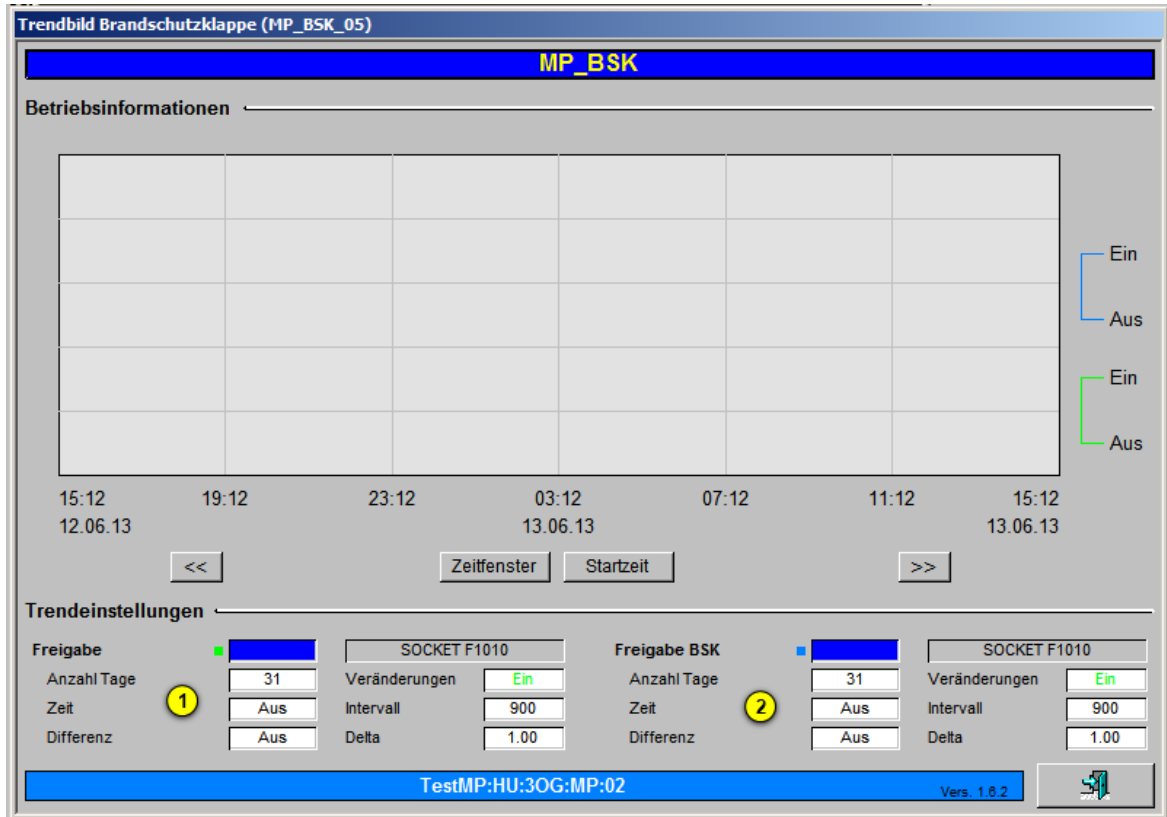 Trendbild Brandschutzklappe (MP_BSK_05)
MP_BSK
Betriebsinformationen
Ein
Aus
Ein
Aus
15:12 19:12 23:12 03:12 07:12 11:12 15:12
12.06.13 13.06.13 13.06.13
<< Zeitfenster Startzeit >>
Trendeinstellungen
Freigabe SOCKET F1010 Freigabe BSK SOCKET F1010
Anzahl Tage 31 Veränderungen Ein Anzahl Tage 31 Veränderungen Ein
Zeit 1 Aus Intervall 900 Zeit 2 Aus Intervall 900
Differenz Aus Delta 1.00 Differenz Aus Delta 1.00
TestMP:HU:3OG:MP:02 Vers. 1.6.2